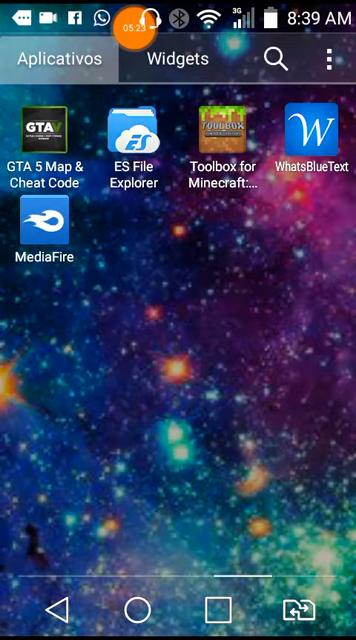 3G
8:39 AM
05:23
Aplicativos
Widgets
GTA
GTA 5 Map &
Cheat Code
ES
ES File
Explorer
TOOLBOX
Toolbox for
Minecraft:...
W
WhatsBlueText
MediaFire